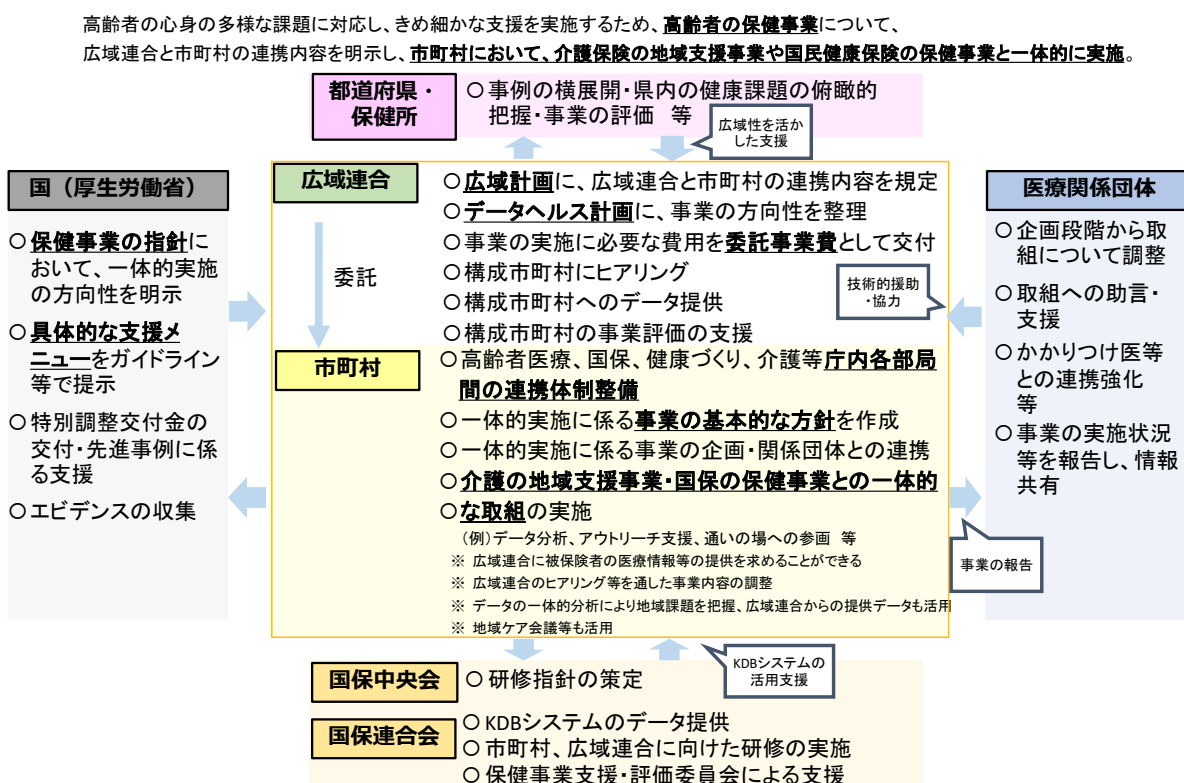 高齢者の心身の多様な課題に対応し、きめ細かな支援を実施するため、高齢者の保健事業について、
広域連合と市町村の連携内容を明示し、市町村において、介護保険の地域支援事業や国民健康保険の保健事業と一体的に実施。
都道府県・
保健所
○事例の横展開・県内の健康課題の俯瞰的
把握・事業の評価 等
広域性を活か
した支援
国（厚生労働省）
○保健事業の指針に
おいて、一体的実施
の方向性を明示
○具体的な支援メ
ニューをガイドライン
等で提示
○特別調整交付金の
交付・先進事例に係
る支援
○エビデンスの収集
広域連合
委託
○広域計画に、広域連合と市町村の連携内容を規定
○データヘルス計画に、事業の方向性を整理
○事業の実施に必要な費用を委託事業費として交付
○構成市町村にヒアリング
○構成市町村へのデータ提供
○構成市町村の事業評価の支援
技術的援助
・協力
市町村
○高齢者医療、国保、健康づくり、介護等庁内各部局
間の連携体制整備
○一体的実施に係る事業の基本的な方針を作成
○一体的実施に係る事業の企画・関係団体との連携
○介護の地域支援事業・国保の保健事業との一体的
○な取組の実施
（例）データ分析、アウトリーチ支援、通いの場への参画 等
※ 広域連合に被保険者の医療情報等の提供を求めることができる
※ 広域連合のヒアリング等を通した事業内容の調整
※ データの一体的分析により地域課題を把握、広域連合からの提供データも活用
※ 地域ケア会議等も活用
医療関係団体
○企画段階から取
組について調整
○取組への助言・
支援
○かかりつけ医等
との連携強化
等
○事業の実施状況
等を報告し、情報
共有
事業の報告
KDBシステムの
活用支援
国保中央会
○研修指針の策定
国保連合会
○KDBシステムのデータ提供
○市町村、広域連合に向けた研修の実施
○保健事業支援・評価委員会による支援